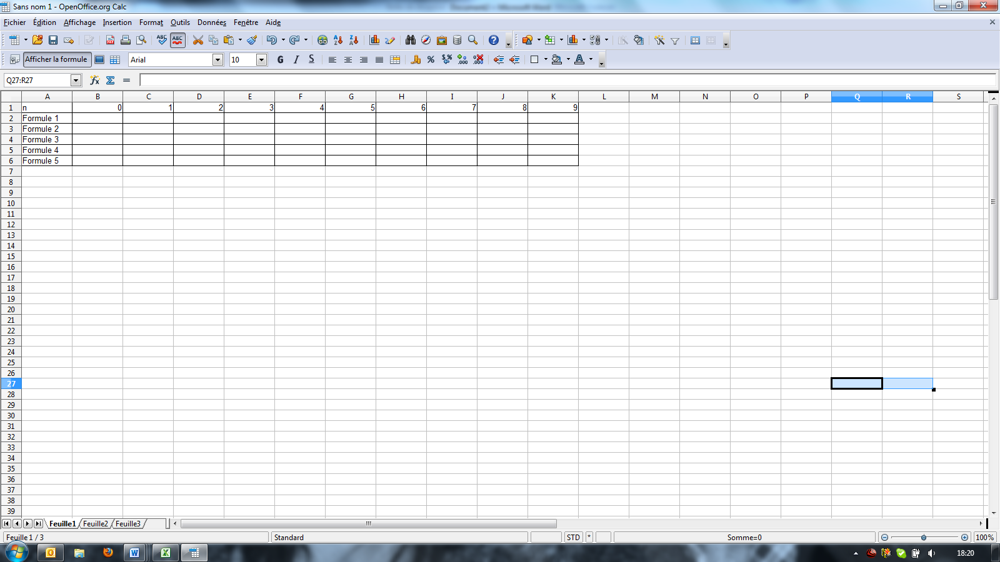 Sans nom 1 - OpenOffice.org Calc
Fichier Édition Affichage Insertion Format Outils Données Fenêtre Aide
Afficher la formule Arial 10 G I S
Q27:R27
A B C D E F G H I J K L M N O P Q R S
1 n 0 1 2 3 4 5 6 7 8 9
2 Formule 1
3 Formule 2
4 Formule 3
5 Formule 4
6 Formule 5
7
8
9
10
11
12
13
14
15
16
17
18
19
20
21
22
23
24
25
26
27
28
29
30
31
32
33
34
35
36
37
38
39
Feuille1 Feuille2 Feuille3
Feuille 1 / 3 Standard STD * Somme=0 100%
18:20